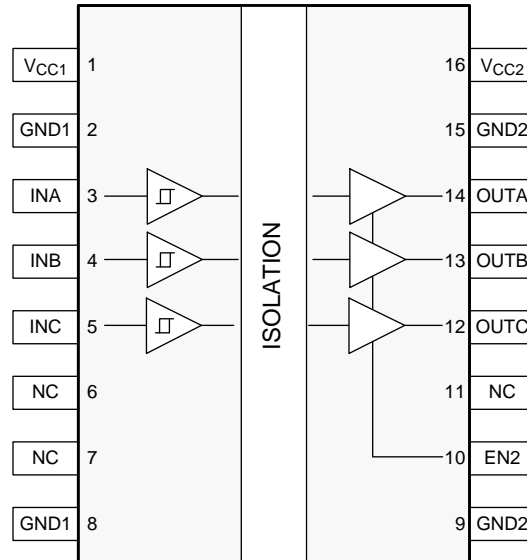 VCC1 1 16 VCC2
GND1 2 15 GND2
INA 3 14 OUTA
INB 4 13 OUTB
INC 5 12 OUTC
NC 6 11 NC
NC 7 10 EN2
GND1 8 9 GND2
ISOLATION